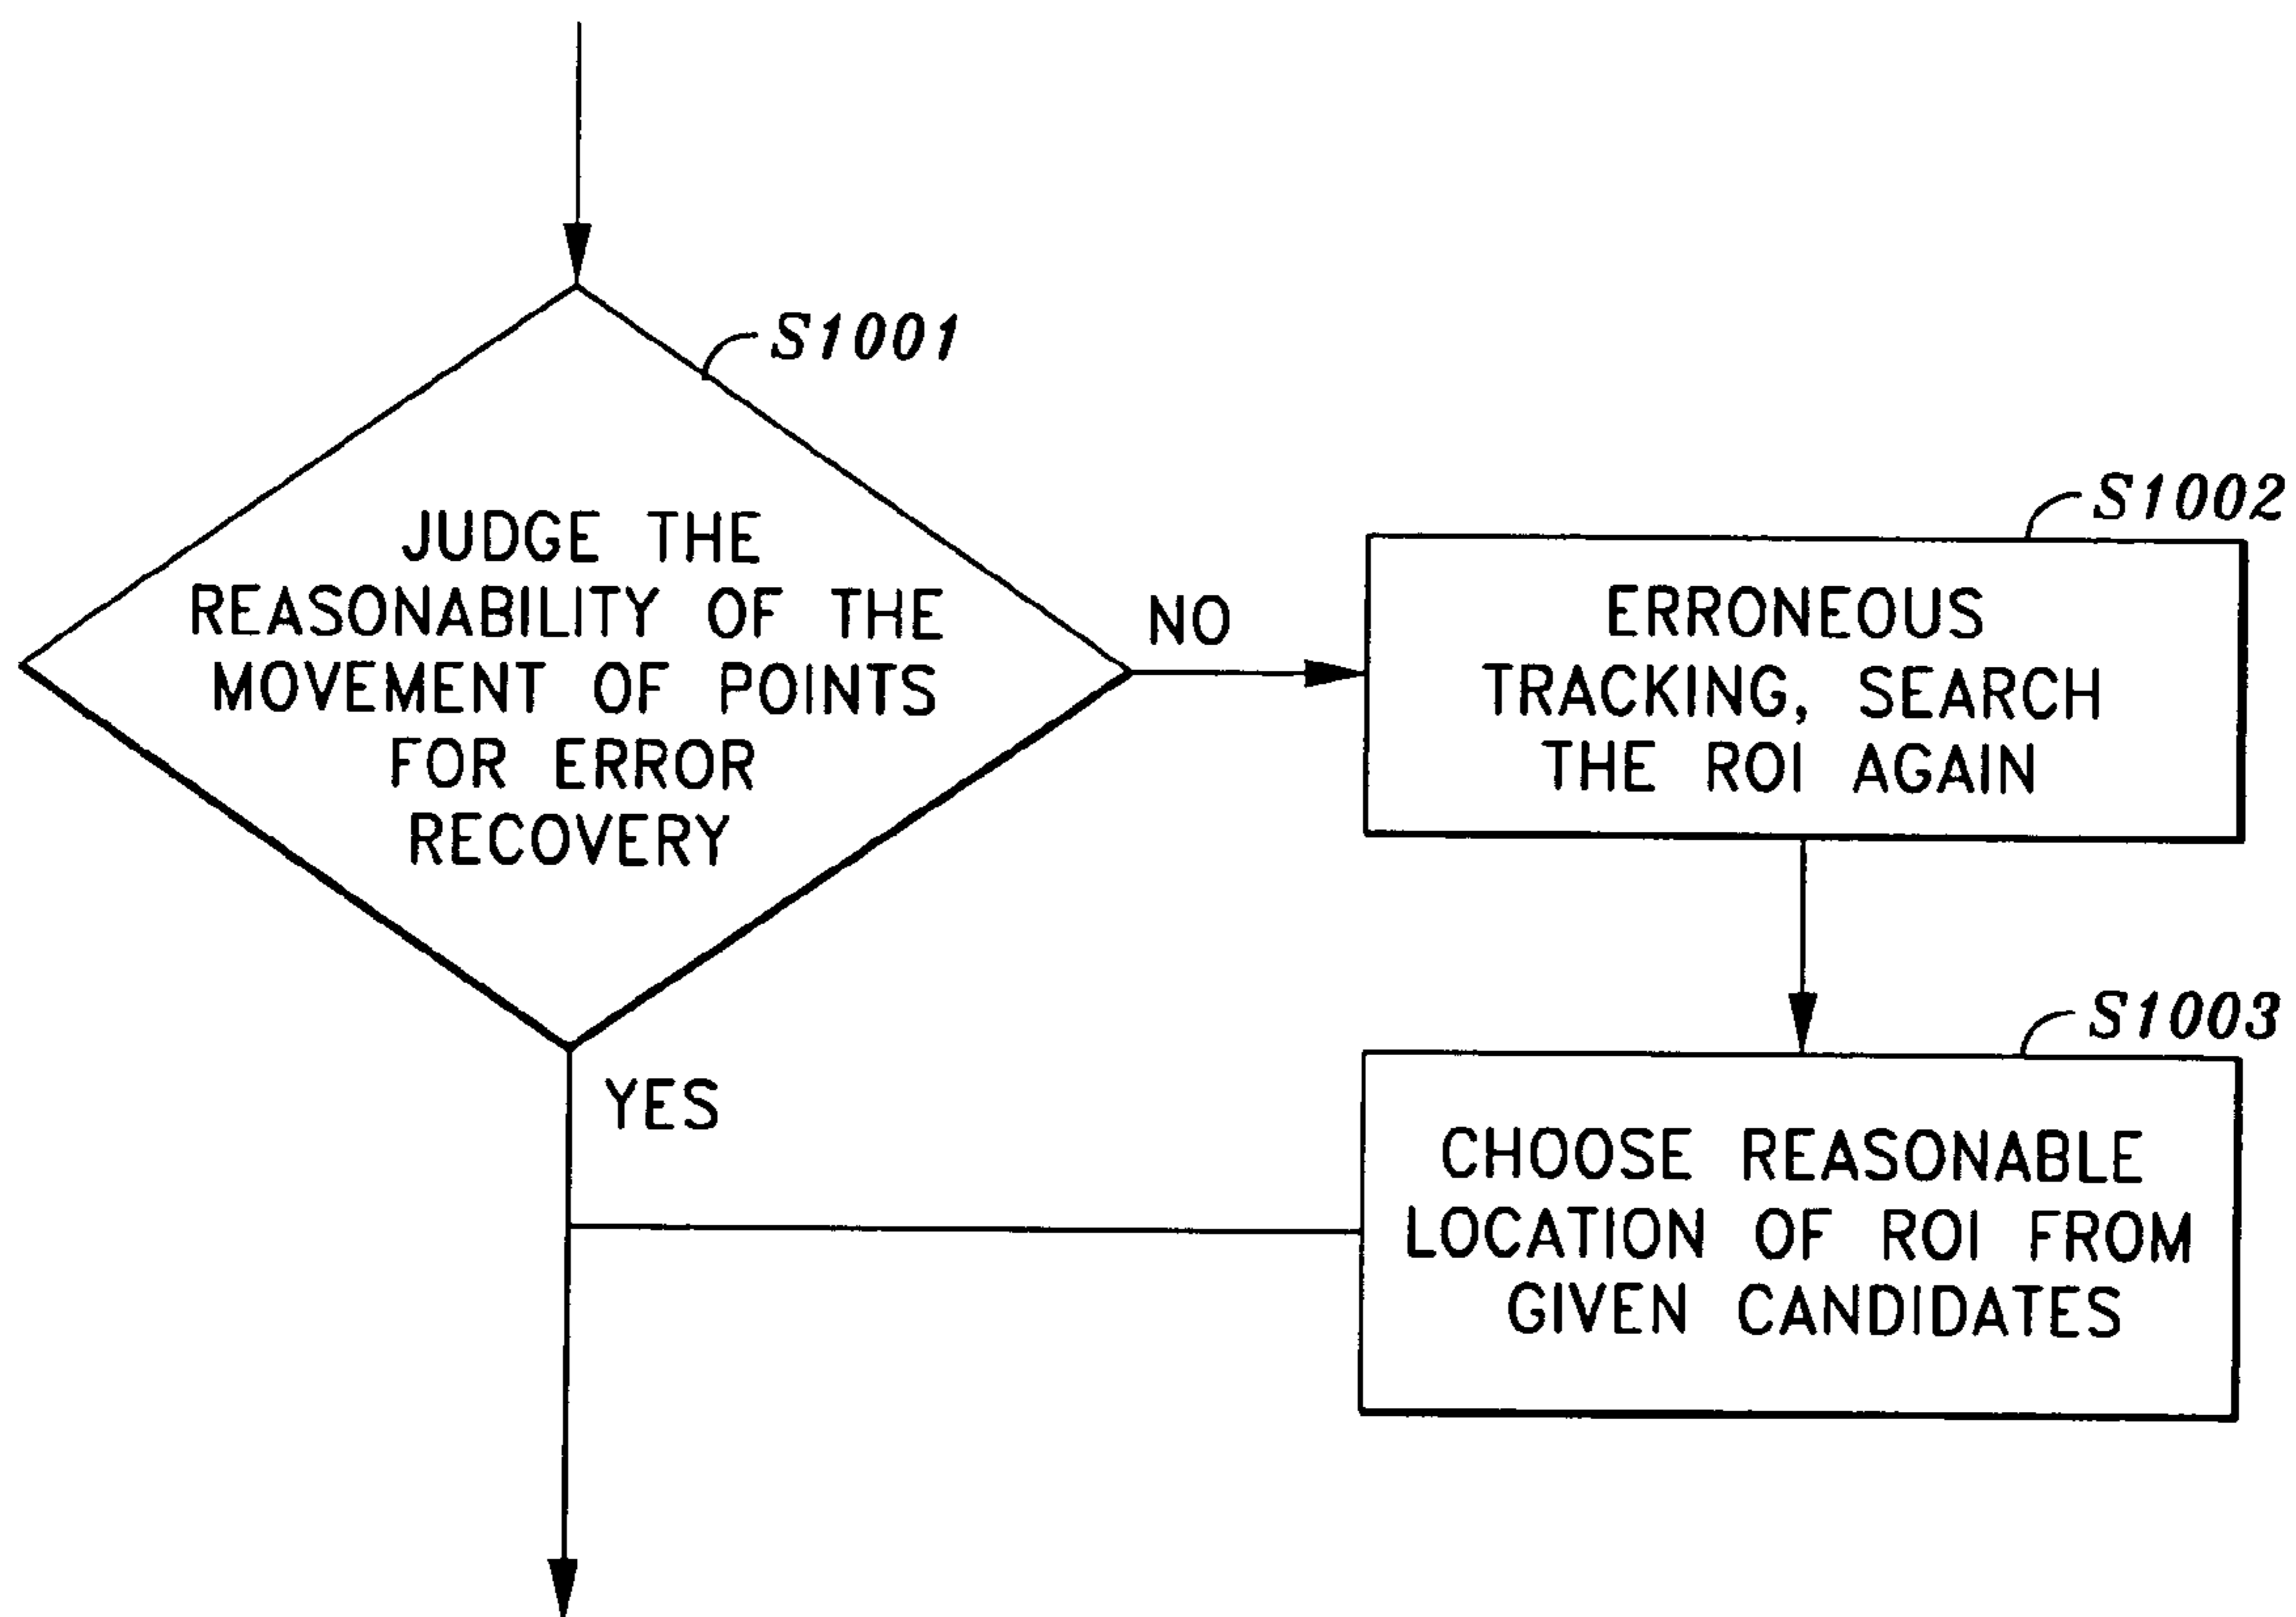 S1001
JUDGE THE
REASONABILITY OF THE
MOVEMENT OF POINTS
FOR ERROR
RECOVERY
NO
S1002
ERRONEOUS
TRACKING, SEARCH
THE ROI AGAIN
YES
S1003
CHOOSE REASONABLE
LOCATION OF ROI FROM
GIVEN CANDIDATES